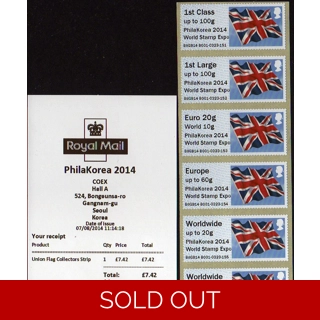 Royal Mail
PhilaKorea 2014
COEX
Hall A
524, Bongeunsa-ro
Gangnam-gu
Seoul
Korea
Date of Issue
07/08/2014 11:14:18
Your receipt
Product Qty Price Total
Union Flag Collectors Strip 1 £7.42 £7.42
Total: £7.42
1st Class
up to 100g
PhilaKorea 2014
World Stamp Expo
1st Large
up to 100g
PhilaKorea 2014
World Stamp Expo
Euro 20g
World 10g
PhilaKorea 2014
World Stamp Expo
Europe
up to 60g
PhilaKorea 2014
World Stamp Expo
Worldwide
up to 20g
PhilaKorea 2014
World Stamp Expo
Worldwide
SOLD OUT